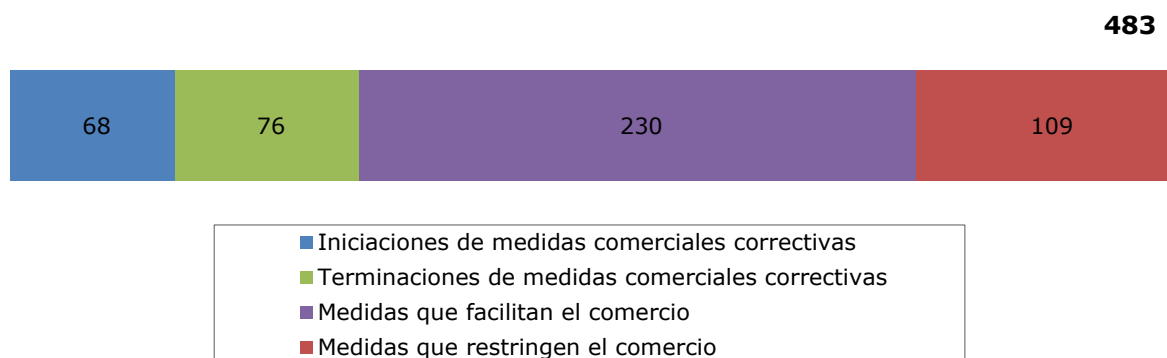 483
68 76 230 109
Iniciaciones de medidas comerciales correctivas
Terminaciones de medidas comerciales correctivas
Medidas que facilitan el comercio
Medidas que restringen el comercio